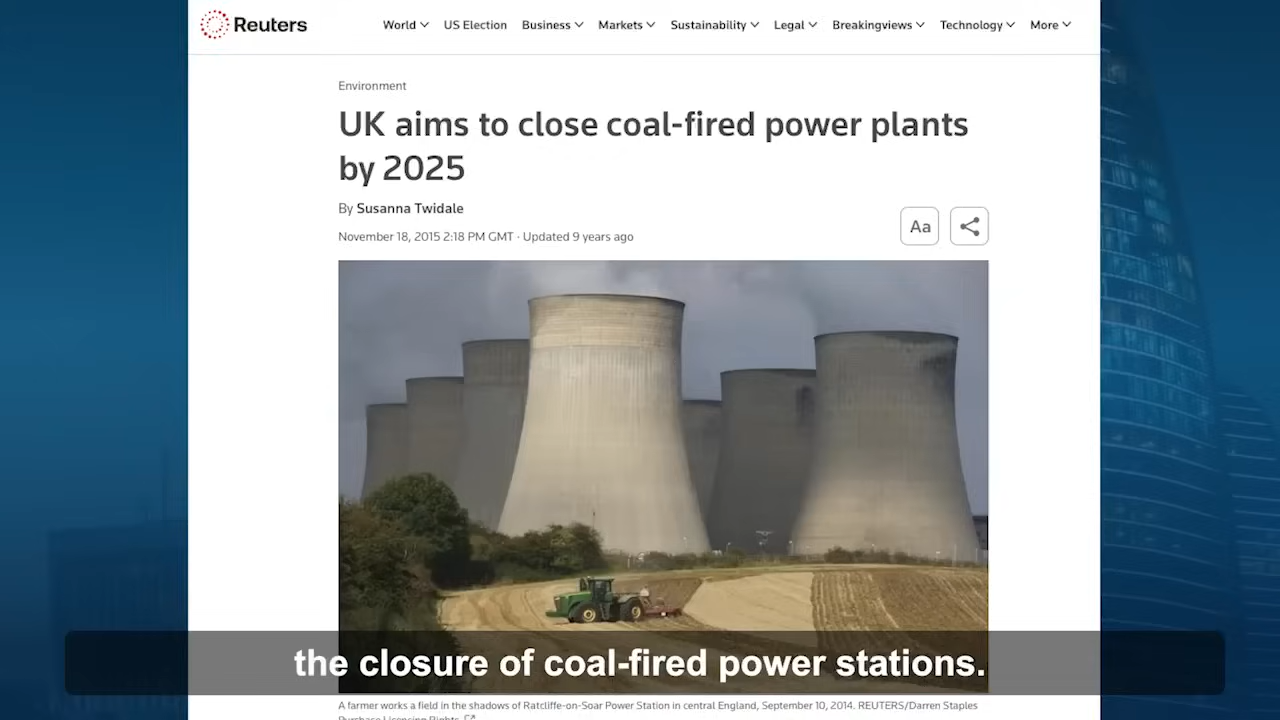 Reuters
World US Election Business Markets Sustainability Legal Breakingviews Technology More
Environment
UK aims to close coal-fired power plants
by 2025
By Susanna Twidale
November 18, 2015 2:18 PM GMT · Updated 9 years ago
Aa
the closure of coal-fired power stations.
A farmer works a field in the shadows of Ratcliffe-on-Soar Power Station in central England, September 10, 2014. REUTERS/Darren Staples
Purchase Licensing Rights